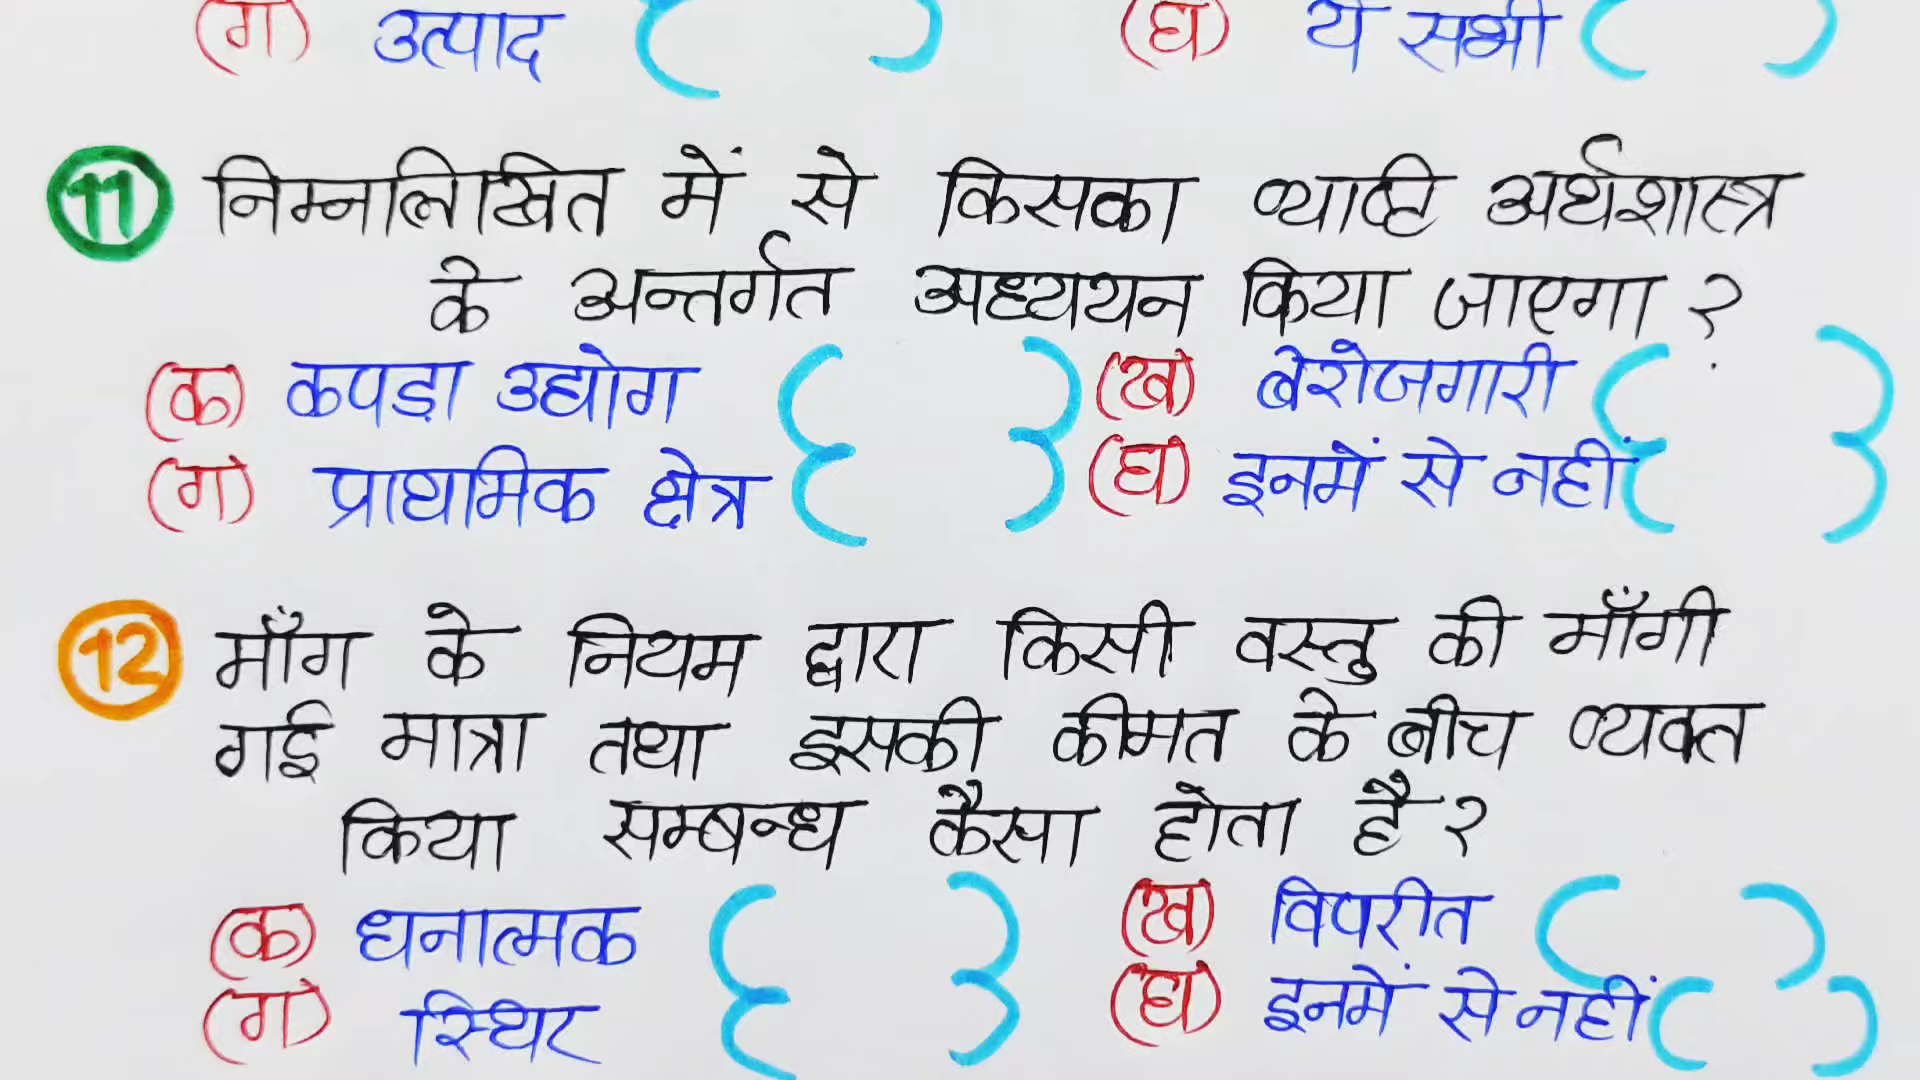 (ग) उत्पाद ( ) (घ) ये सभी ( )
11 निम्नलिखित में से किसका व्यष्टि अर्थशास्त्र
के अन्तर्गत अध्ययन किया जाएगा ?
(क) कपड़ा उद्योग ( ) (ख) बेरोजगारी ( )
(ग) प्राथमिक क्षेत्र ( ) (घ) इनमें से नहीं ( )
12 माँग के नियम द्वारा किसी वस्तु की माँगी
गई मात्रा तथा इसकी कीमत के बीच व्यक्त
किया सम्बन्ध कैसा होता है ?
(क) धनात्मक ( ) (ख) विपरीत ( )
(ग) स्थिर ( ) (घ) इनमें से नहीं ( )